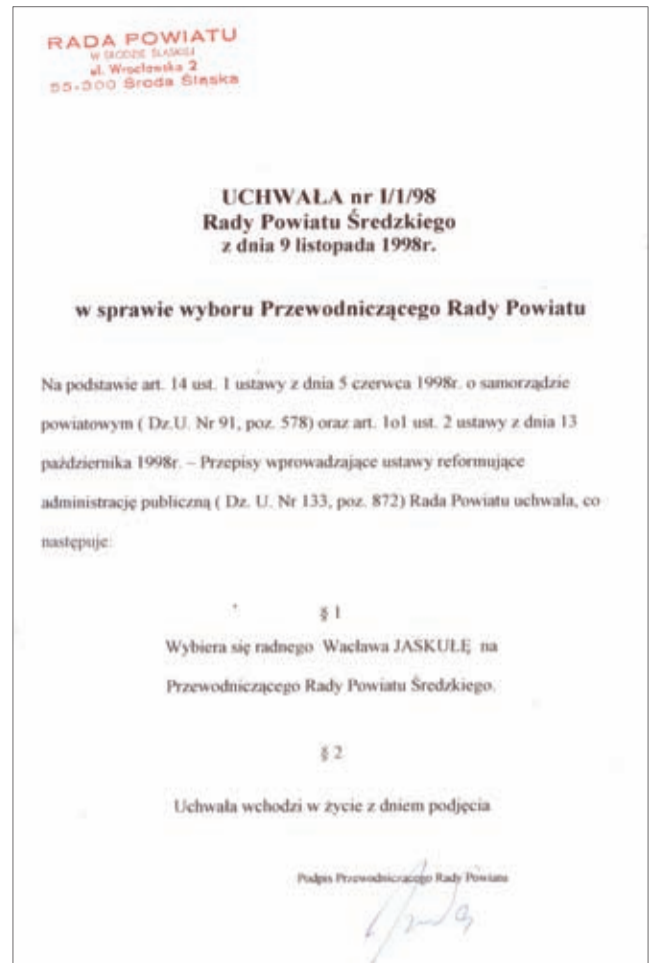 RADA POWIATU
W ŚRODZIE ŚLĄSKIEJ
ul. Wrocławska 2
55-300 Środa Śląska
UCHWAŁA nr I/1/98
Rady Powiatu Średzkiego
z dnia 9 listopada 1998r.
w sprawie wyboru Przewodniczącego Rady Powiatu
Na podstawie art. 14 ust. 1 ustawy z dnia 5 czerwca 1998r. o samorządzie
powiatowym ( Dz.U. Nr 91, poz. 578) oraz art. 1o1 ust. 2 ustawy z dnia 13
października 1998r. – Przepisy wprowadzające ustawy reformujące
administrację publiczną ( Dz. U. Nr 133, poz. 872) Rada Powiatu uchwala, co
następuje:
§ 1
Wybiera się radnego Wacława JASKUŁĘ na
Przewodniczącego Rady Powiatu Średzkiego.
§ 2
Uchwała wchodzi w życie z dniem podjęcia
Podpis Przewodniczącego Rady Powiatu